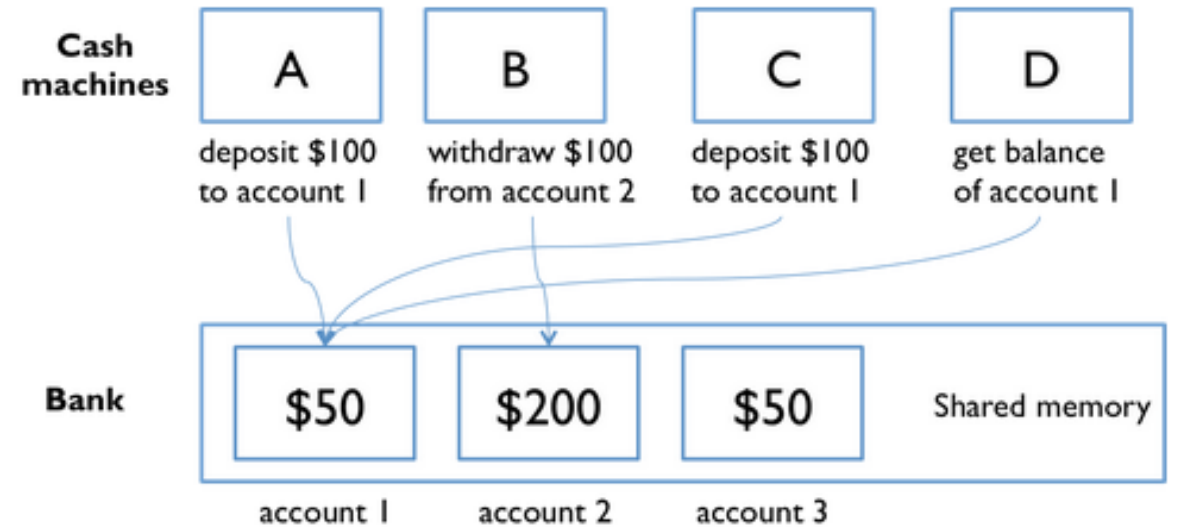 Cash
machines
A
B
C
D
deposit $100
to account 1
withdraw $100
from account 2
deposit $100
to account 1
get balance
of account 1
Bank
$50
$200
$50
Shared memory
account 1
account 2
account 3